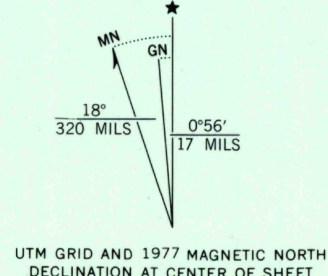 MN
GN
18°
320 MILS
0°56′
17 MILS
UTM GRID AND 1977 MAGNETIC NORTH
DECLINATION AT CENTER OF SHEET